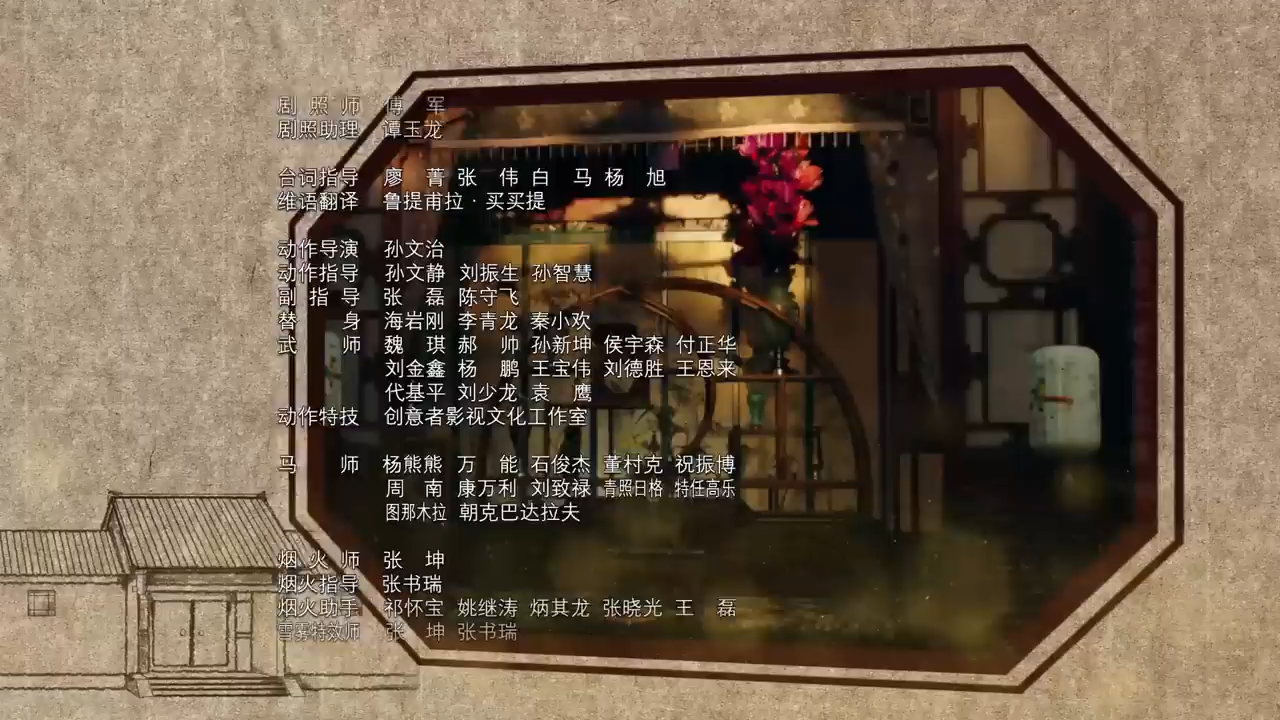 剧照师 傅军
剧照助理 谭玉龙
台词指导 廖菁 张伟 白马 杨旭
维语翻译 鲁提甫拉·买买提
动作导演 孙文治
动作指导 孙文静 刘振生 孙智慧
副指导 张磊 陈守飞
替身 海岩刚 李青龙 秦小欢
武师 魏琪 郝帅 孙新坤 侯宇森 付正华
刘金鑫 杨鹏 王宝伟 刘德胜 王恩来
代基平 刘少龙 袁鹰
动作特技 创意者影视文化工作室
马师 杨熊熊 万能 石俊杰 董村克 祝振博
周南 康万利 刘致禄 青照日格 特任高乐
图那木拉 朝克巴达拉夫
烟火师 张坤
烟火指导 张书瑞
烟火助手 祁怀宝 姚继涛 炳其龙 张晓光 王磊
雪雾特效师 张坤 张书瑞